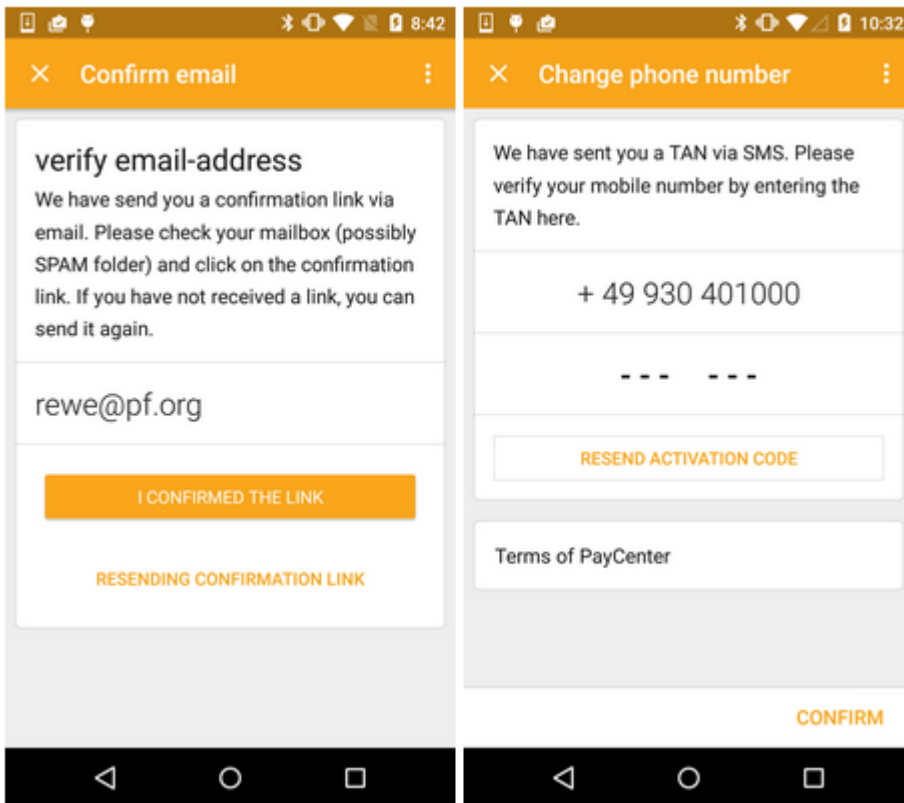 8:42
Confirm email
verify email-address
We have send you a confirmation link via
email. Please check your mailbox (possibly
SPAM folder) and click on the confirmation
link. If you have not received a link, you can
send it again.
rewe@pf.org
I CONFIRMED THE LINK
RESENDING CONFIRMATION LINK
10:32
Change phone number
We have sent you a TAN via SMS. Please
verify your mobile number by entering the
TAN here.
+ 49 930 401000
--- ---
RESEND ACTIVATION CODE
Terms of PayCenter
CONFIRM